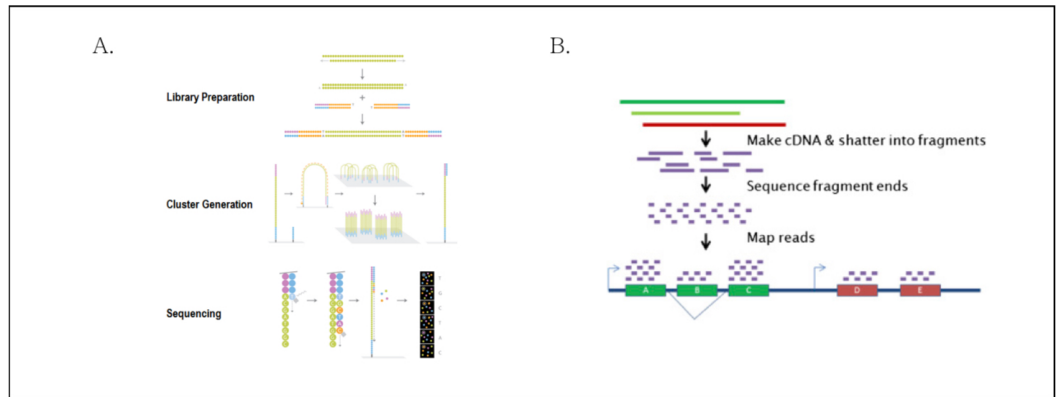 A.
B.
Library Preparation
Cluster Generation
Sequencing
Make cDNA & shatter into fragments
Sequence fragment ends
Map reads
A
B
C
D
E